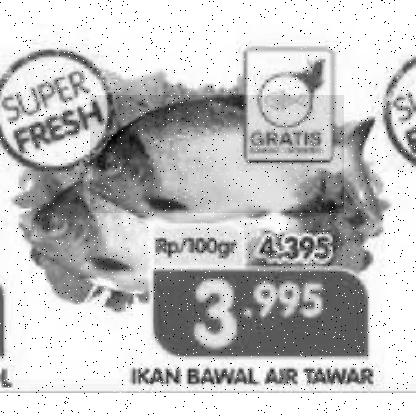 SUPER
FRESH
GRATIS
Rp/100gr 4.395
3.995
IKAN BAWAL AIR TAWAR